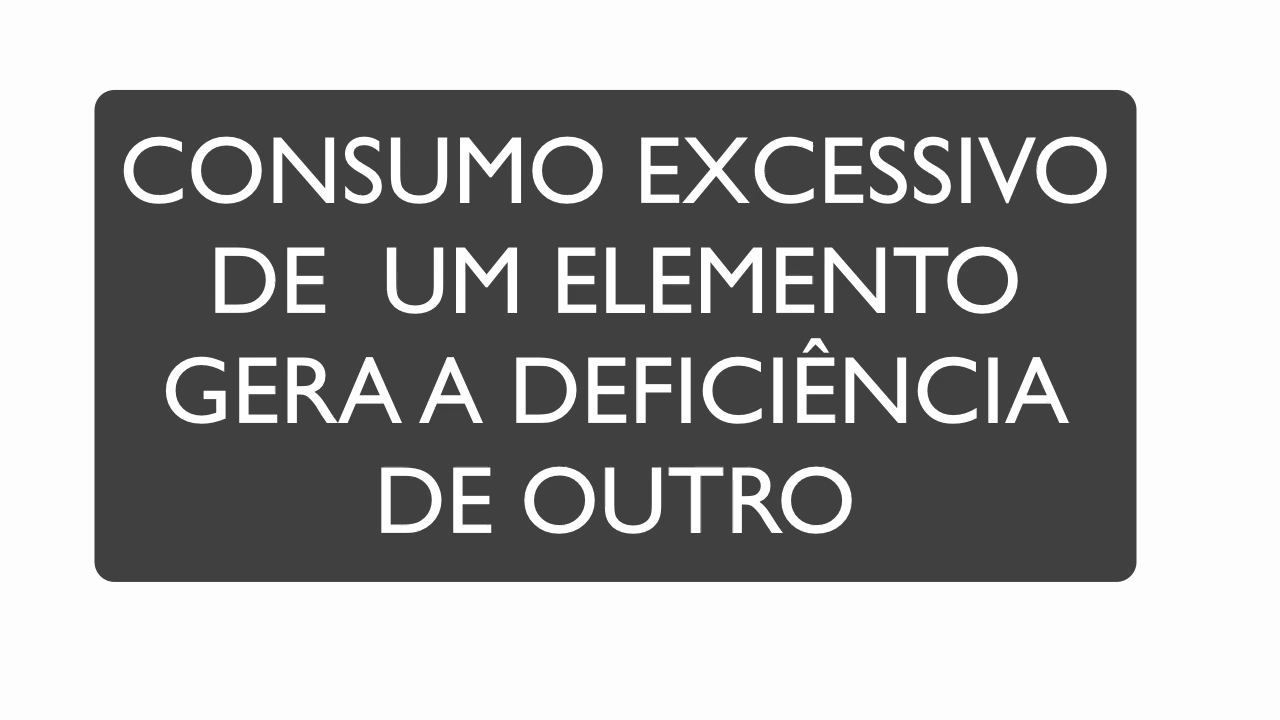 CONSUMO EXCESSIVO
DE UM ELEMENTO
GERA A DEFICIÊNCIA
DE OUTRO